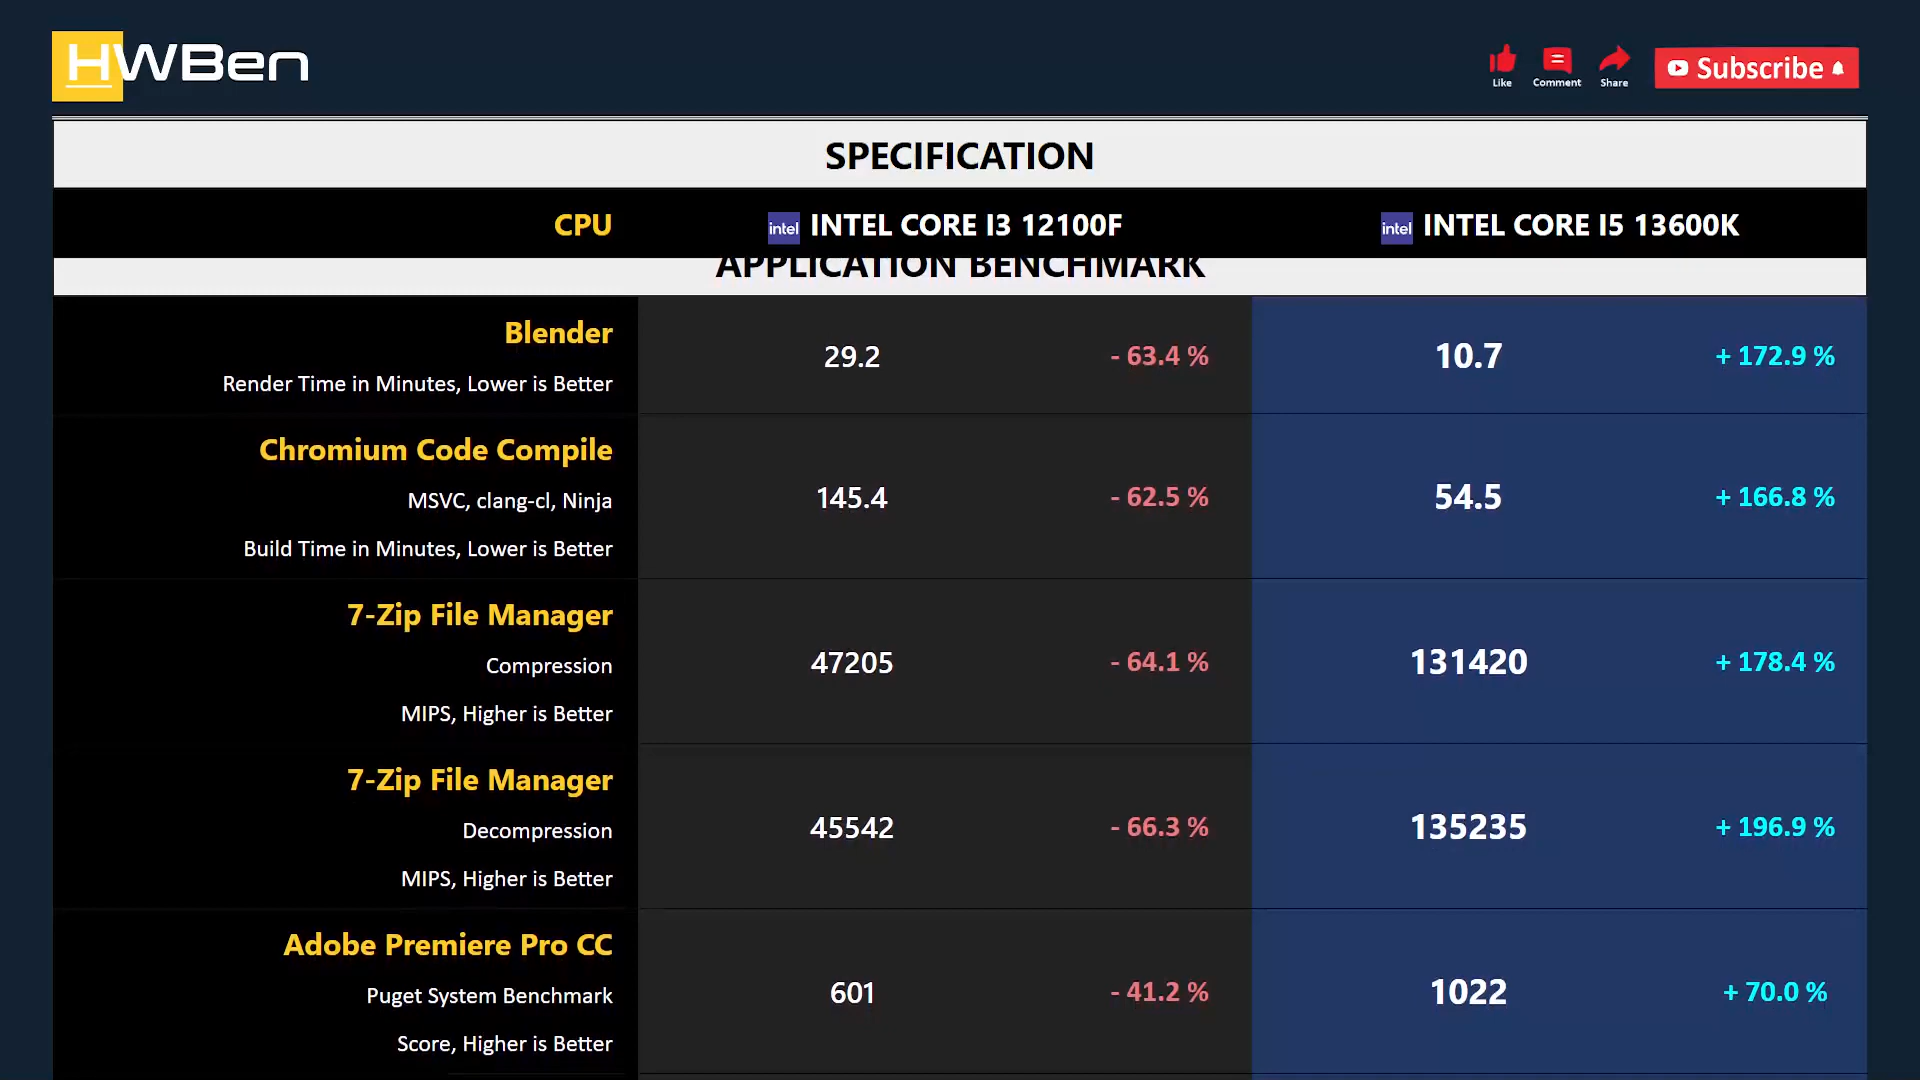 HWBen
Like Comment Share Subscribe
SPECIFICATION
CPU intel INTEL CORE I3 12100F intel INTEL CORE I5 13600K
APPLICATION BENCHMARK
Blender
Render Time in Minutes, Lower is Better
29.2 - 63.4 % 10.7 + 172.9 %
Chromium Code Compile
MSVC, clang-cl, Ninja
Build Time in Minutes, Lower is Better
145.4 - 62.5 % 54.5 + 166.8 %
7-Zip File Manager
Compression
MIPS, Higher is Better
47205 - 64.1 % 131420 + 178.4 %
7-Zip File Manager
Decompression
MIPS, Higher is Better
45542 - 66.3 % 135235 + 196.9 %
Adobe Premiere Pro CC
Puget System Benchmark
Score, Higher is Better
601 - 41.2 % 1022 + 70.0 %